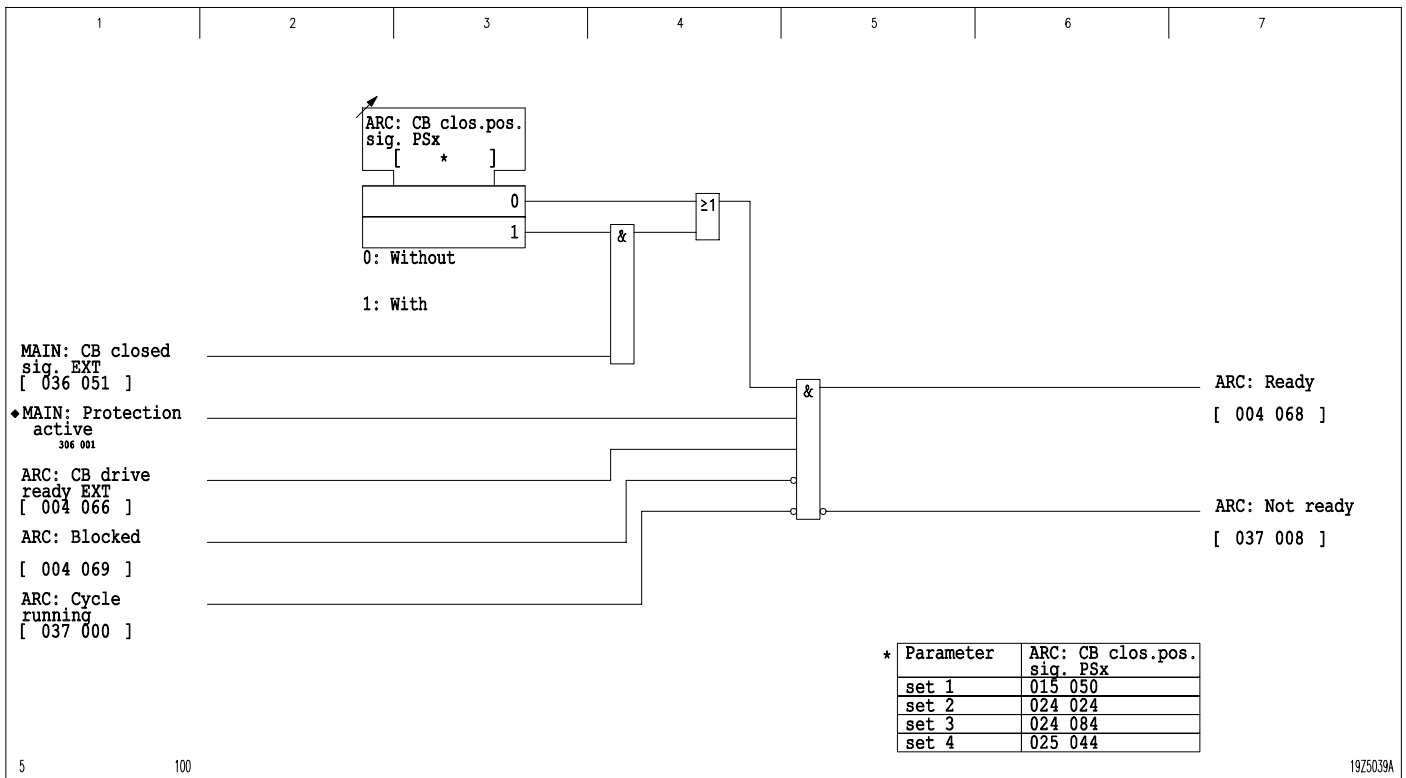 1 2 3 4 5 6 7
ARC: CB clos.pos.
sig. PSx
[ * ]
0
1
≥1
&
0: Without
1: With
MAIN: CB closed
sig. EXT
[ 036 051 ]
◆MAIN: Protection
active
306 001
ARC: CB drive
ready EXT
[ 004 066 ]
ARC: Blocked
[ 004 069 ]
ARC: Cycle
running
[ 037 000 ]
&
ARC: Ready
[ 004 068 ]
ARC: Not ready
[ 037 008 ]
* Parameter ARC: CB clos.pos.
sig. PSx
set 1 015 050
set 2 024 024
set 3 024 084
set 4 025 044
5 100 19Z5039A